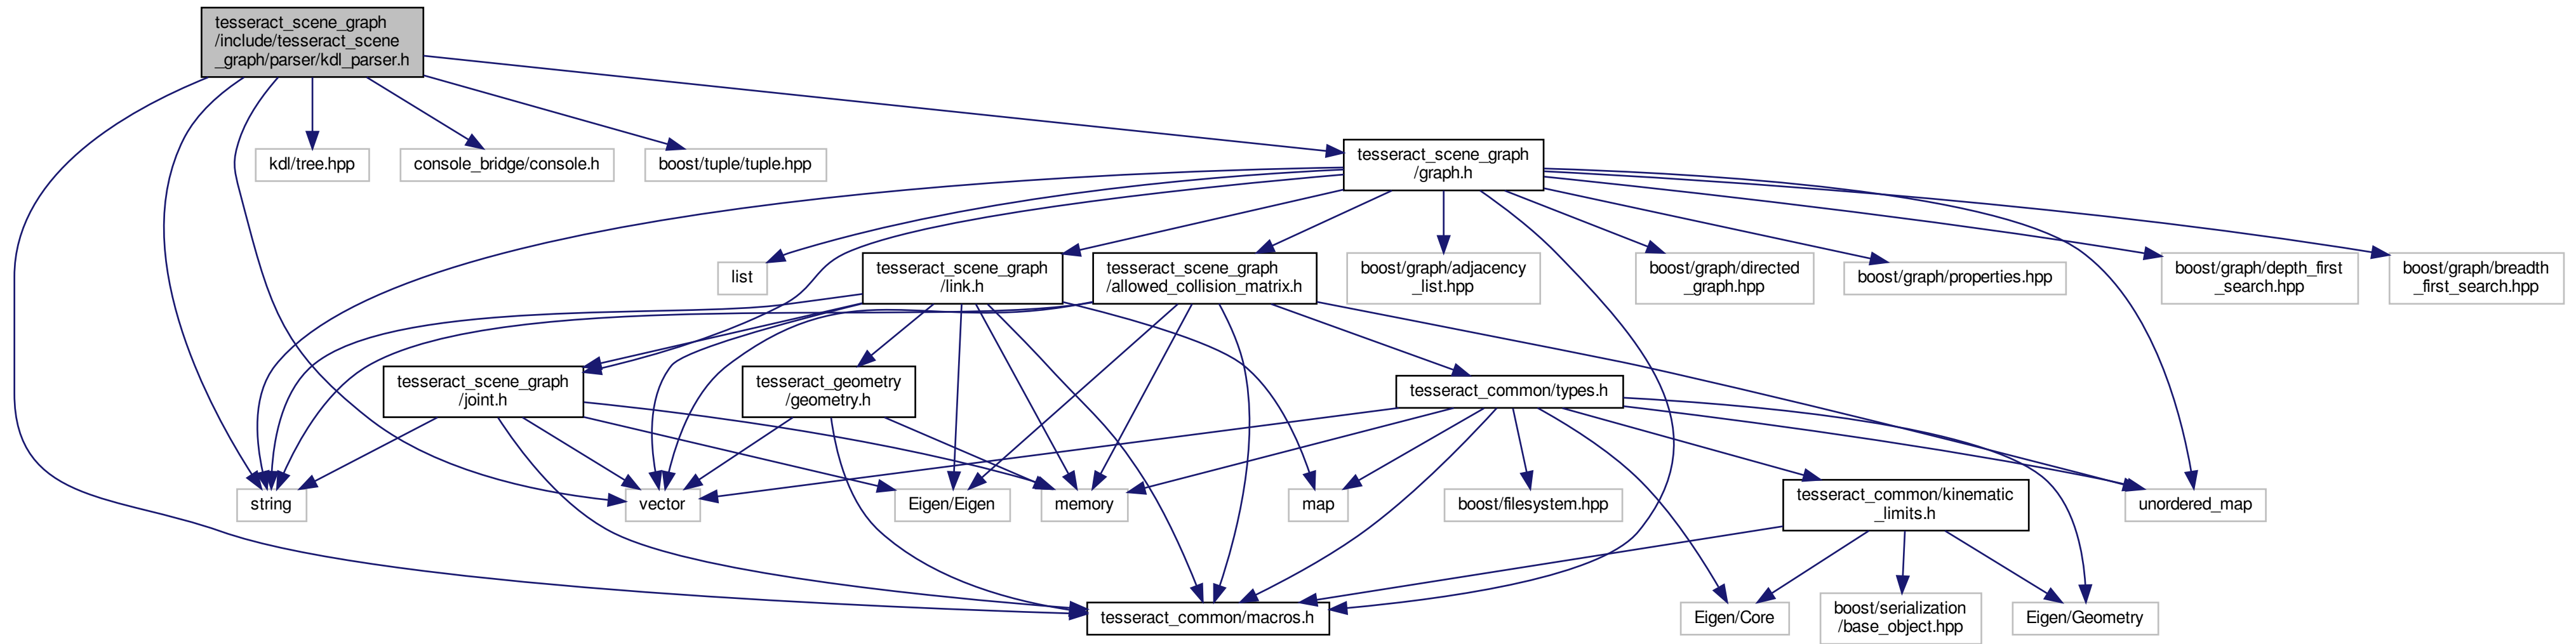 tesseract_scene_graph
/include/tesseract_scene
_graph/parser/kdl_parser.h
kdl/tree.hpp
console_bridge/console.h
boost/tuple/tuple.hpp
tesseract_scene_graph
/graph.h
list
tesseract_scene_graph
/link.h
tesseract_scene_graph
/allowed_collision_matrix.h
boost/graph/adjacency
_list.hpp
boost/graph/directed
_graph.hpp
boost/graph/properties.hpp
boost/graph/depth_first
_search.hpp
boost/graph/breadth
_first_search.hpp
tesseract_scene_graph
/joint.h
tesseract_geometry
/geometry.h
tesseract_common/types.h
string
vector
Eigen/Eigen
memory
map
boost/filesystem.hpp
tesseract_common/kinematic
_limits.h
unordered_map
tesseract_common/macros.h
Eigen/Core
boost/serialization
/base_object.hpp
Eigen/Geometry